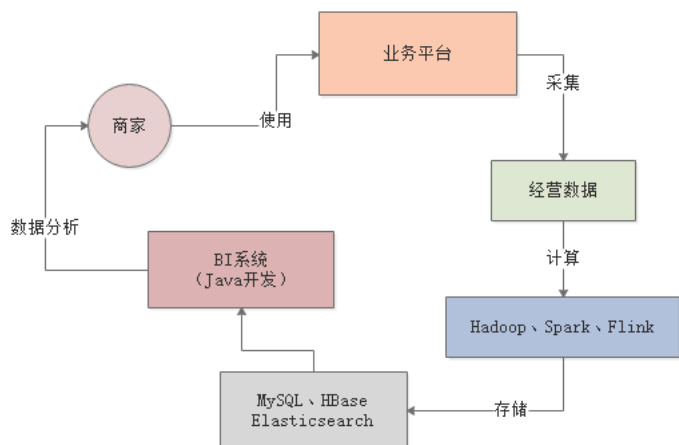 业务平台
采集
使用
商家
经营数据
数据分析
计算
BI系统
（Java开发）
Hadoop、Spark、Flink
MySQL、HBase
Elasticsearch
存储